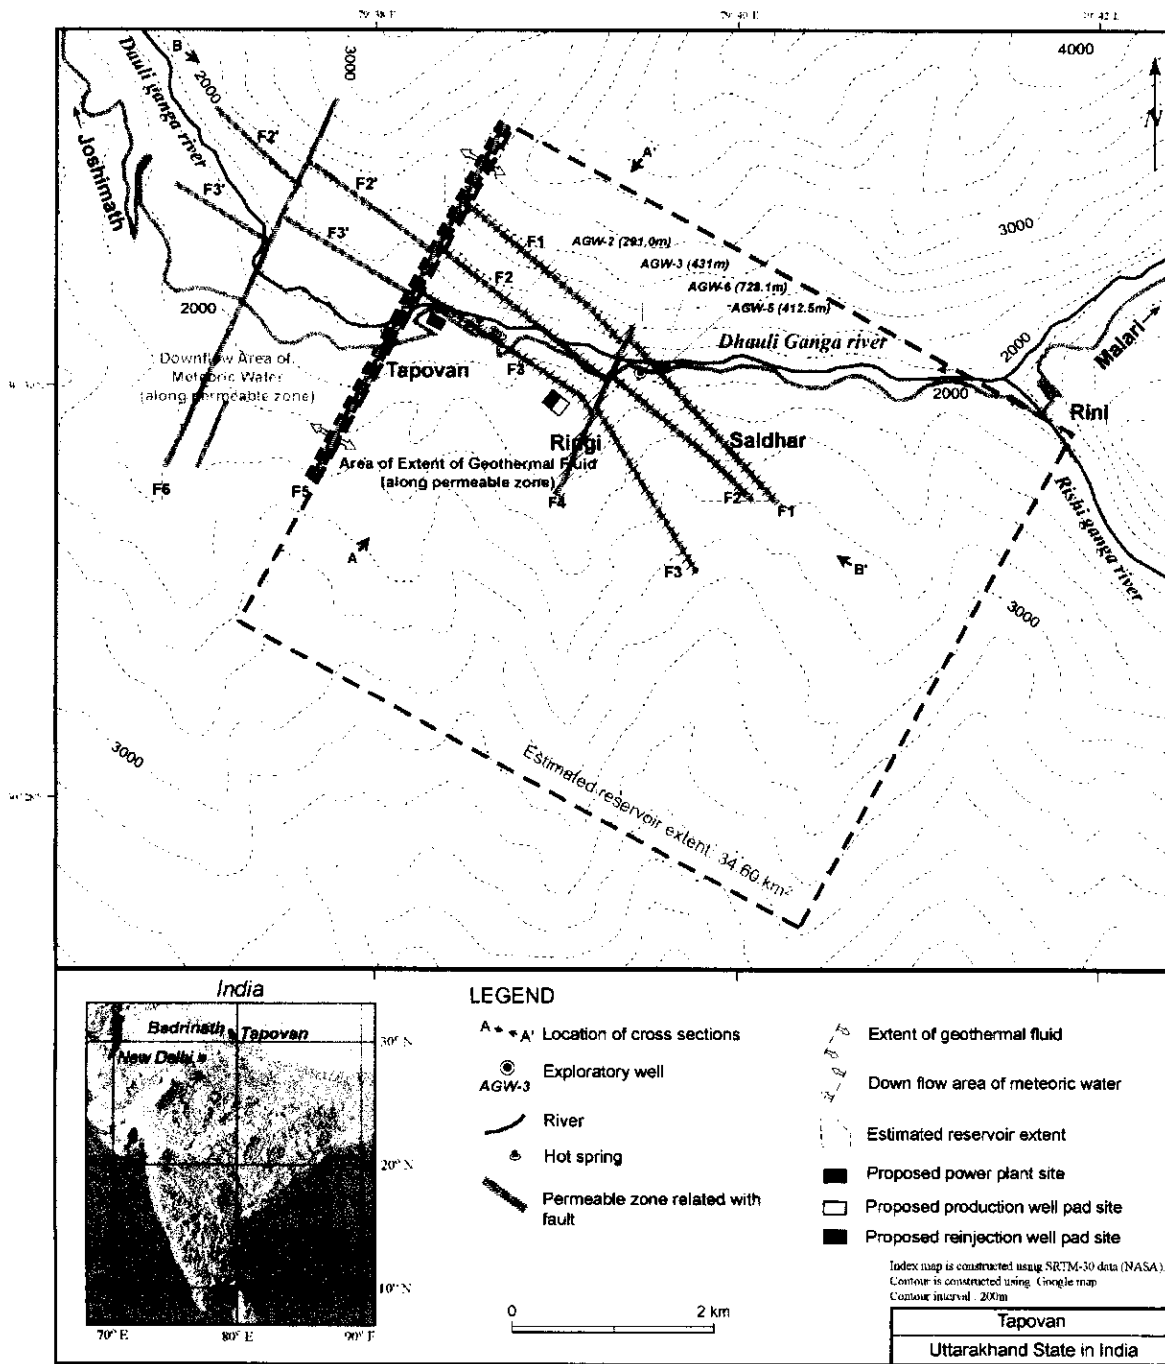 79°38'E
79°40'E
79°42'E
4000
B
2000
3000
N
Dauli ganga river
Joshimath
F2'
F3'
F2'
F3'
A'
F1
F2
AGW-2 (291.0m)
AGW-3 (431m)
AGW-6 (728.1m)
AGW-5 (412.5m)
3000
2000
Dhauli Ganga river
2000
Malari
Downflow Area of
Meteoric Water
(along permeable zone)
Tapovan
F3
2000
Rini
Ringi
Saldhar
Area of Extent of Geothermal Fluid
(along permeable zone)
F6
F5
F4
F2
F1
Rishi ganga river
A
F3
B'
3000
3000
Estimated reservoir extent: 34.60 km²
India
Badrinath
Tapovan
New Delhi
30° N
20° N
10° N
70° E
80° E
90° E
LEGEND
A A' Location of cross sections
Exploratory well
AGW-3
River
Hot spring
Permeable zone related with
fault
Extent of geothermal fluid
Down flow area of meteoric water
Estimated reservoir extent
Proposed power plant site
Proposed production well pad site
Proposed reinjection well pad site
Index map is constructed using SRTM-30 data (NASA).
Contour is constructed using Google map
Contour interval : 200m
0 2 km
Tapovan
Uttarakhand State in India